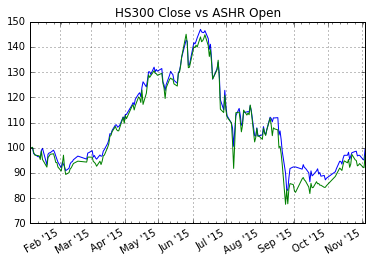 HS300 Close vs ASHR Open
150
140
130
120
110
100
90
80
70
Feb '15
Mar '15
Apr '15
May '15
Jun '15
Jul '15
Aug '15
Sep '15
Oct '15
Nov '15